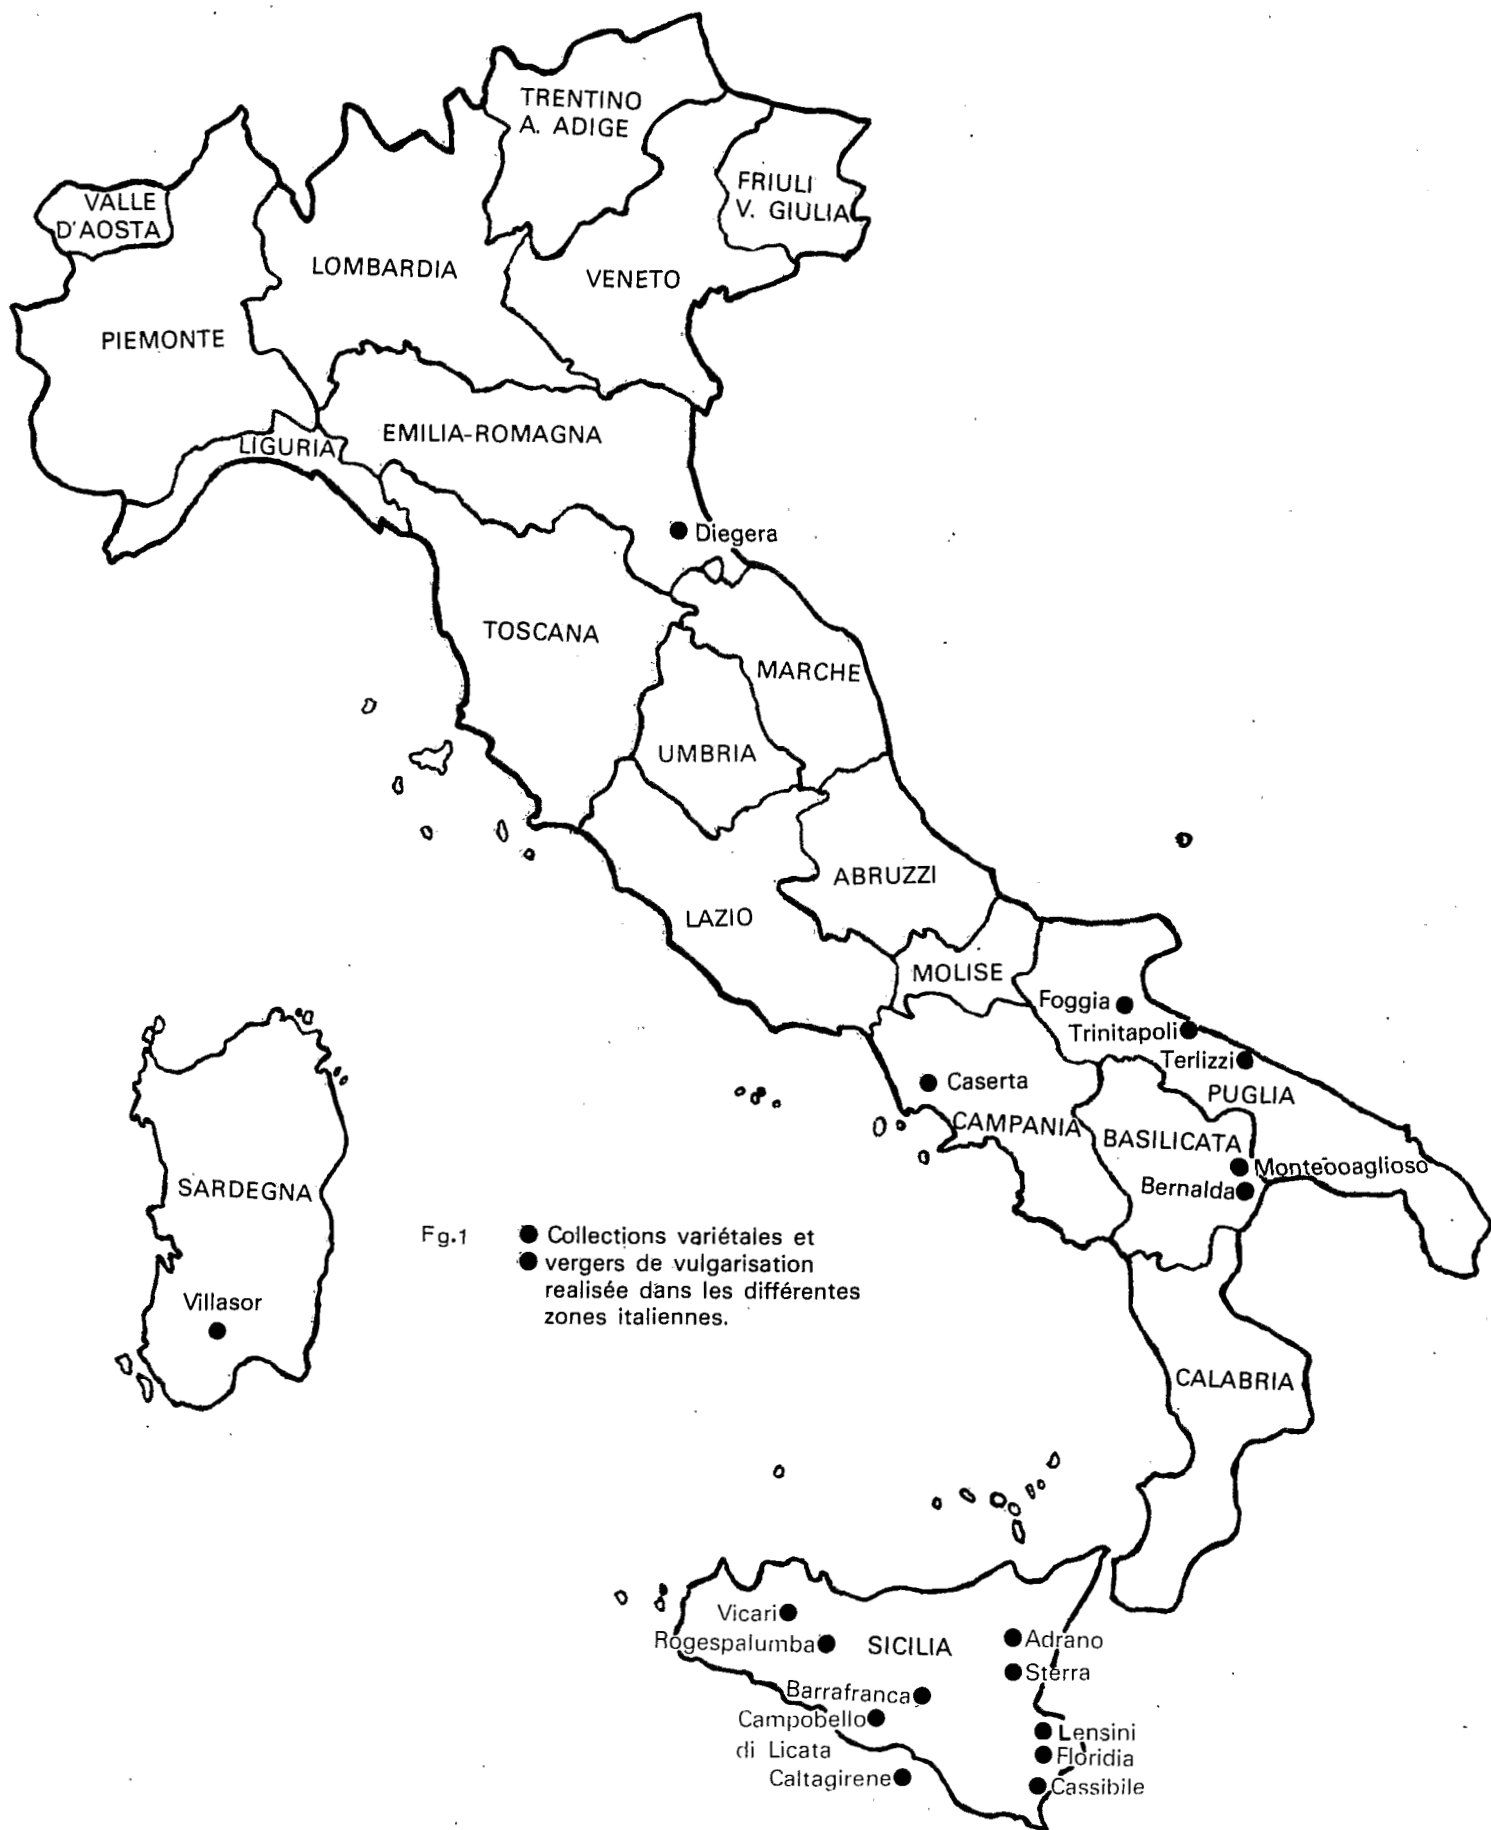 TRENTINO
A. ADIGE
FRIULI
V. GIULIA
VALLE
D'AOSTA
LOMBARDIA
VENETO
PIEMONTE
EMILIA-ROMAGNA
LIGURIA
Diegera
TOSCANA
MARCHE
UMBRIA
ABRUZZI
LAZIO
MOLISE
Foggia
Trinitapoli
Terlizzi
Caserta
PUGLIA
CAMPANIA
BASILICATA
Monteooaglioso
Bernalda
SARDEGNA
Villasor
Fg.1
Collections variétales et
vergers de vulgarisation
realisée dans les différentes
zones italiennes.
CALABRIA
Vicari
Rogespalumba
SICILIA
Adrano
Sterra
Barrafranca
Campobello
di Licata
Lensini
Floridia
Caltagirene
Cassibile